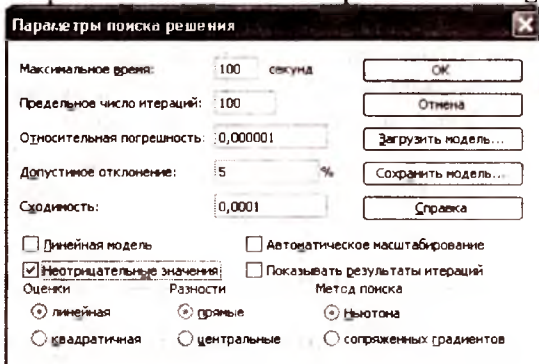 Параметры поиска решения
Максимальное время: 100 секунд ОК
Предельное число итераций: 100 Отмена
Относительная погрешность: 0,000001 Загрузить модель...
Допустимое отклонение: 5 % Сохранить модель...
Сходимость: 0,0001 Справка
Линейная модель Автоматическое масштабирование
Неотрицательные значения Показывать результаты итераций
Оценки Разности Метод поиска
линейная прямые Ньютона
квадратичная центральные сопряженных градиентов